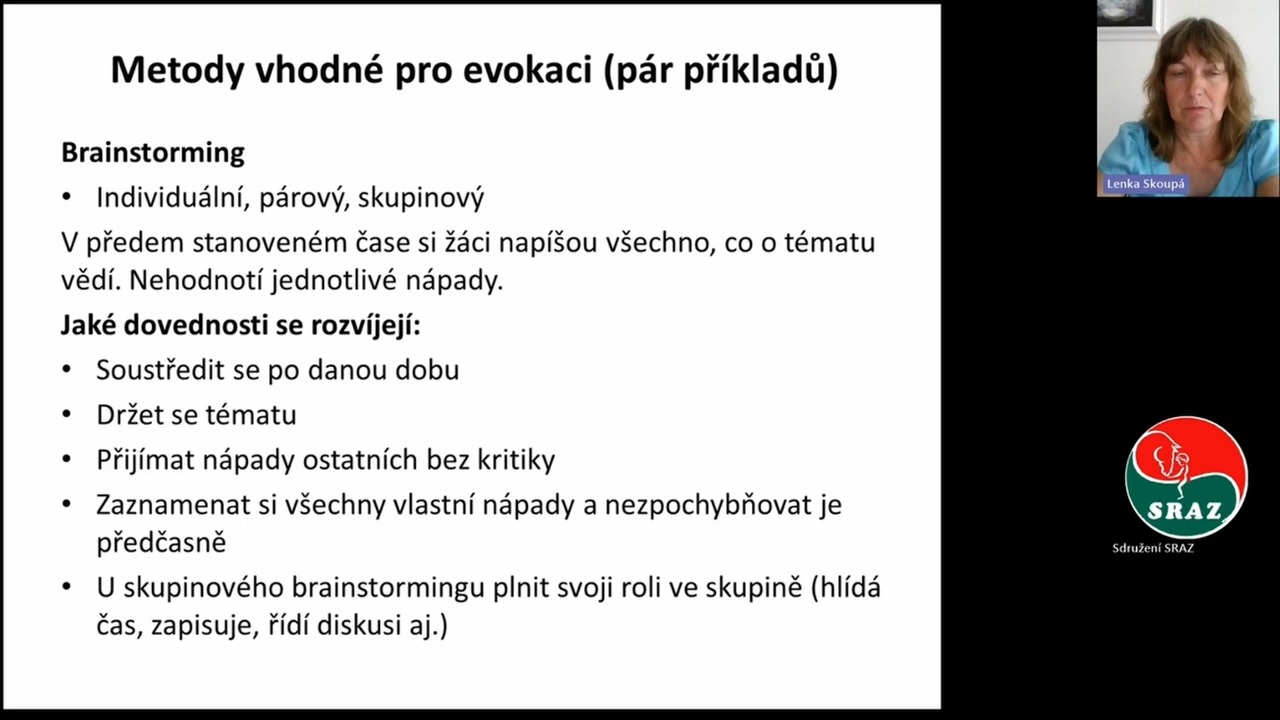 Metody vhodné pro evokaci (pár příkladů)
Brainstorming
• Individuální, párový, skupinový
V předem stanoveném čase si žáci napíšou všechno, co o tématu
vědí. Nehodnotí jednotlivé nápady.
Jaké dovednosti se rozvíjejí:
• Soustředit se po danou dobu
• Držet se tématu
• Přijímat nápady ostatních bez kritiky
• Zaznamenat si všechny vlastní nápady a nezpochybňovat je
předčasně
• U skupinového brainstormingu plnit svoji roli ve skupině (hlídá
čas, zapisuje, řídí diskusi aj.)
Lenka Skoupá
SRAZ
Sdružení SRAZ